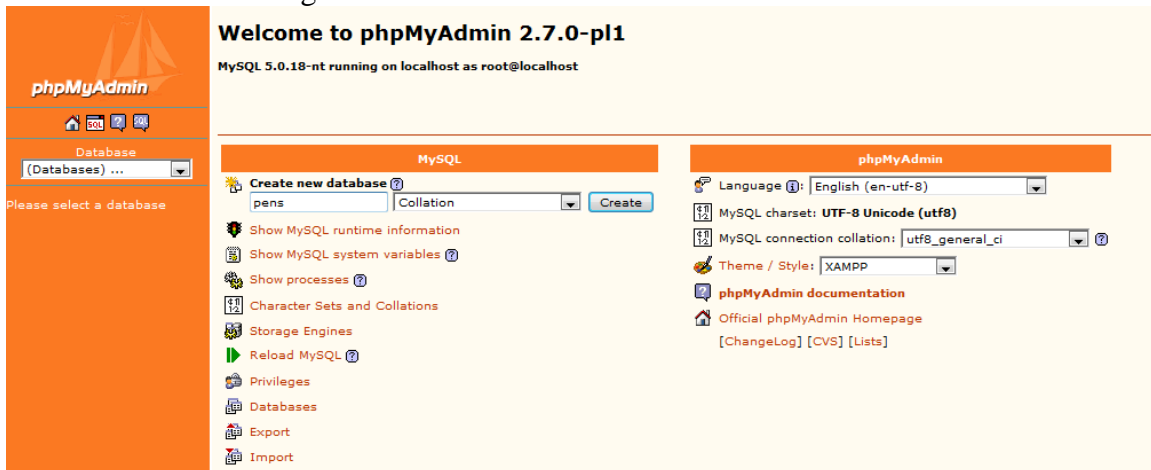 Welcome to phpMyAdmin 2.7.0-pl1
MySQL 5.0.18-nt running on localhost as root@localhost
phpMyAdmin
SQL
Database
(Databases) ...
Please select a database
MySQL
Create new database
pens Collation Create
Show MySQL runtime information
Show MySQL system variables
Show processes
Character Sets and Collations
Storage Engines
Reload MySQL
Privileges
Databases
Export
Import
phpMyAdmin
Language : English (en-utf-8)
MySQL charset: UTF-8 Unicode (utf8)
MySQL connection collation: utf8_general_ci
Theme / Style: XAMPP
phpMyAdmin documentation
Official phpMyAdmin Homepage
[ChangeLog] [CVS] [Lists]